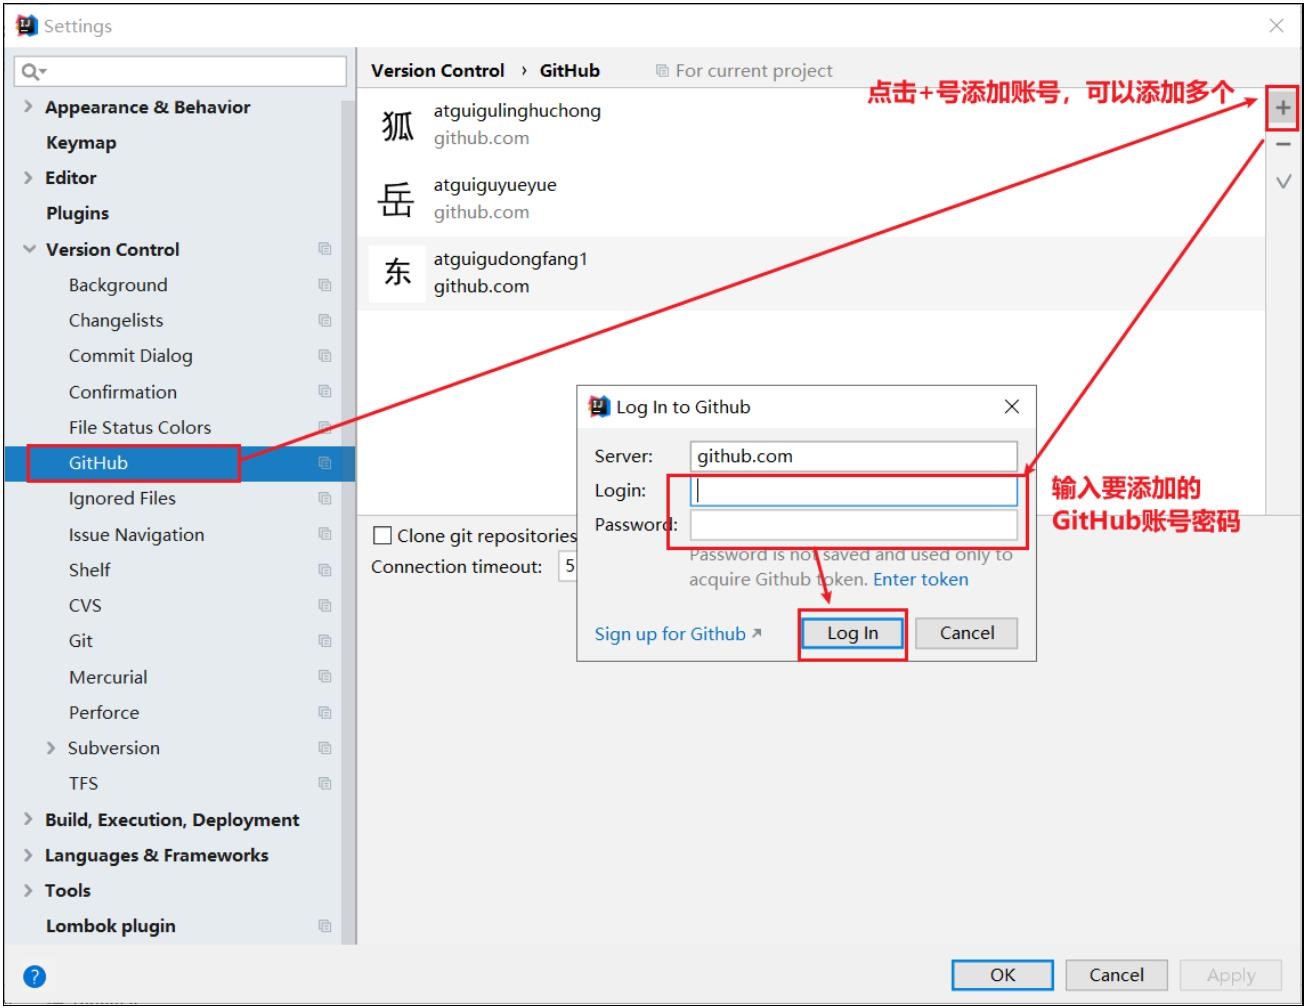 Settings
Appearance & Behavior
Keymap
Editor
Plugins
Version Control
Background
Changelists
Commit Dialog
Confirmation
File Status Colors
GitHub
Ignored Files
Issue Navigation
Shelf
CVS
Git
Mercurial
Perforce
Subversion
TFS
Build, Execution, Deployment
Languages & Frameworks
Tools
Lombok plugin
Version Control › GitHub For current project
点击+号添加账号，可以添加多个
狐 atguigulinghuchong
github.com
岳 atguiguyueyue
github.com
东 atguigudongfang1
github.com
Clone git repositories
Connection timeout: 5
Log In to Github
Server: github.com
Login:
Password:
Password is not saved and used only to
acquire Github token. Enter token
Sign up for Github
Log In
Cancel
输入要添加的
GitHub账号密码
?
OK
Cancel
Apply